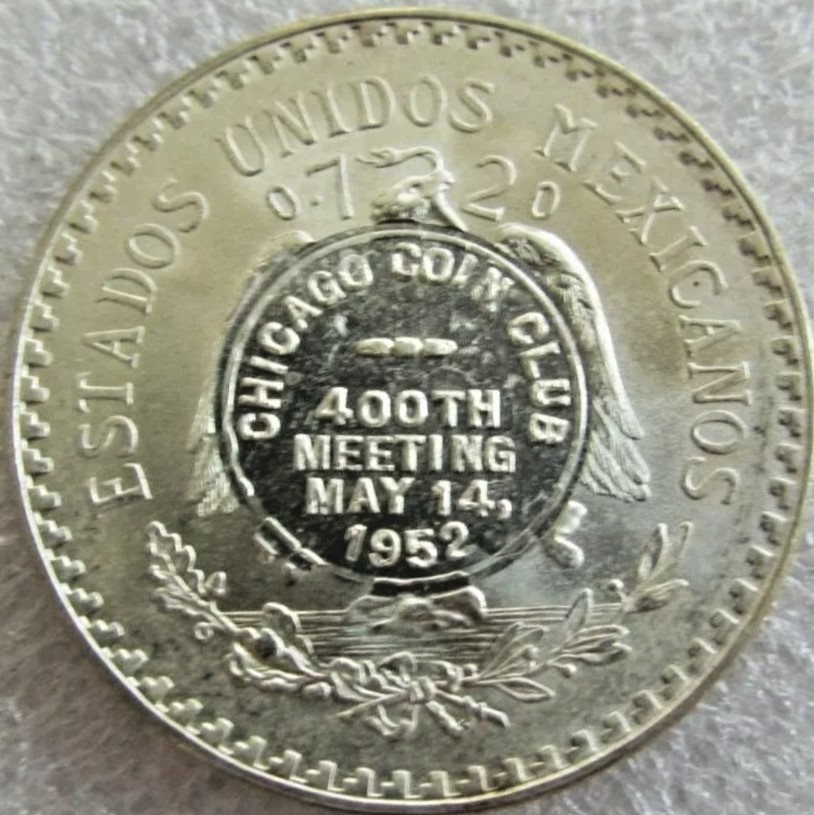 ESTADOS UNIDOS MEXICANOS
0.720
CHICAGO COIN CLUB
400TH
MEETING
MAY 14,
1952